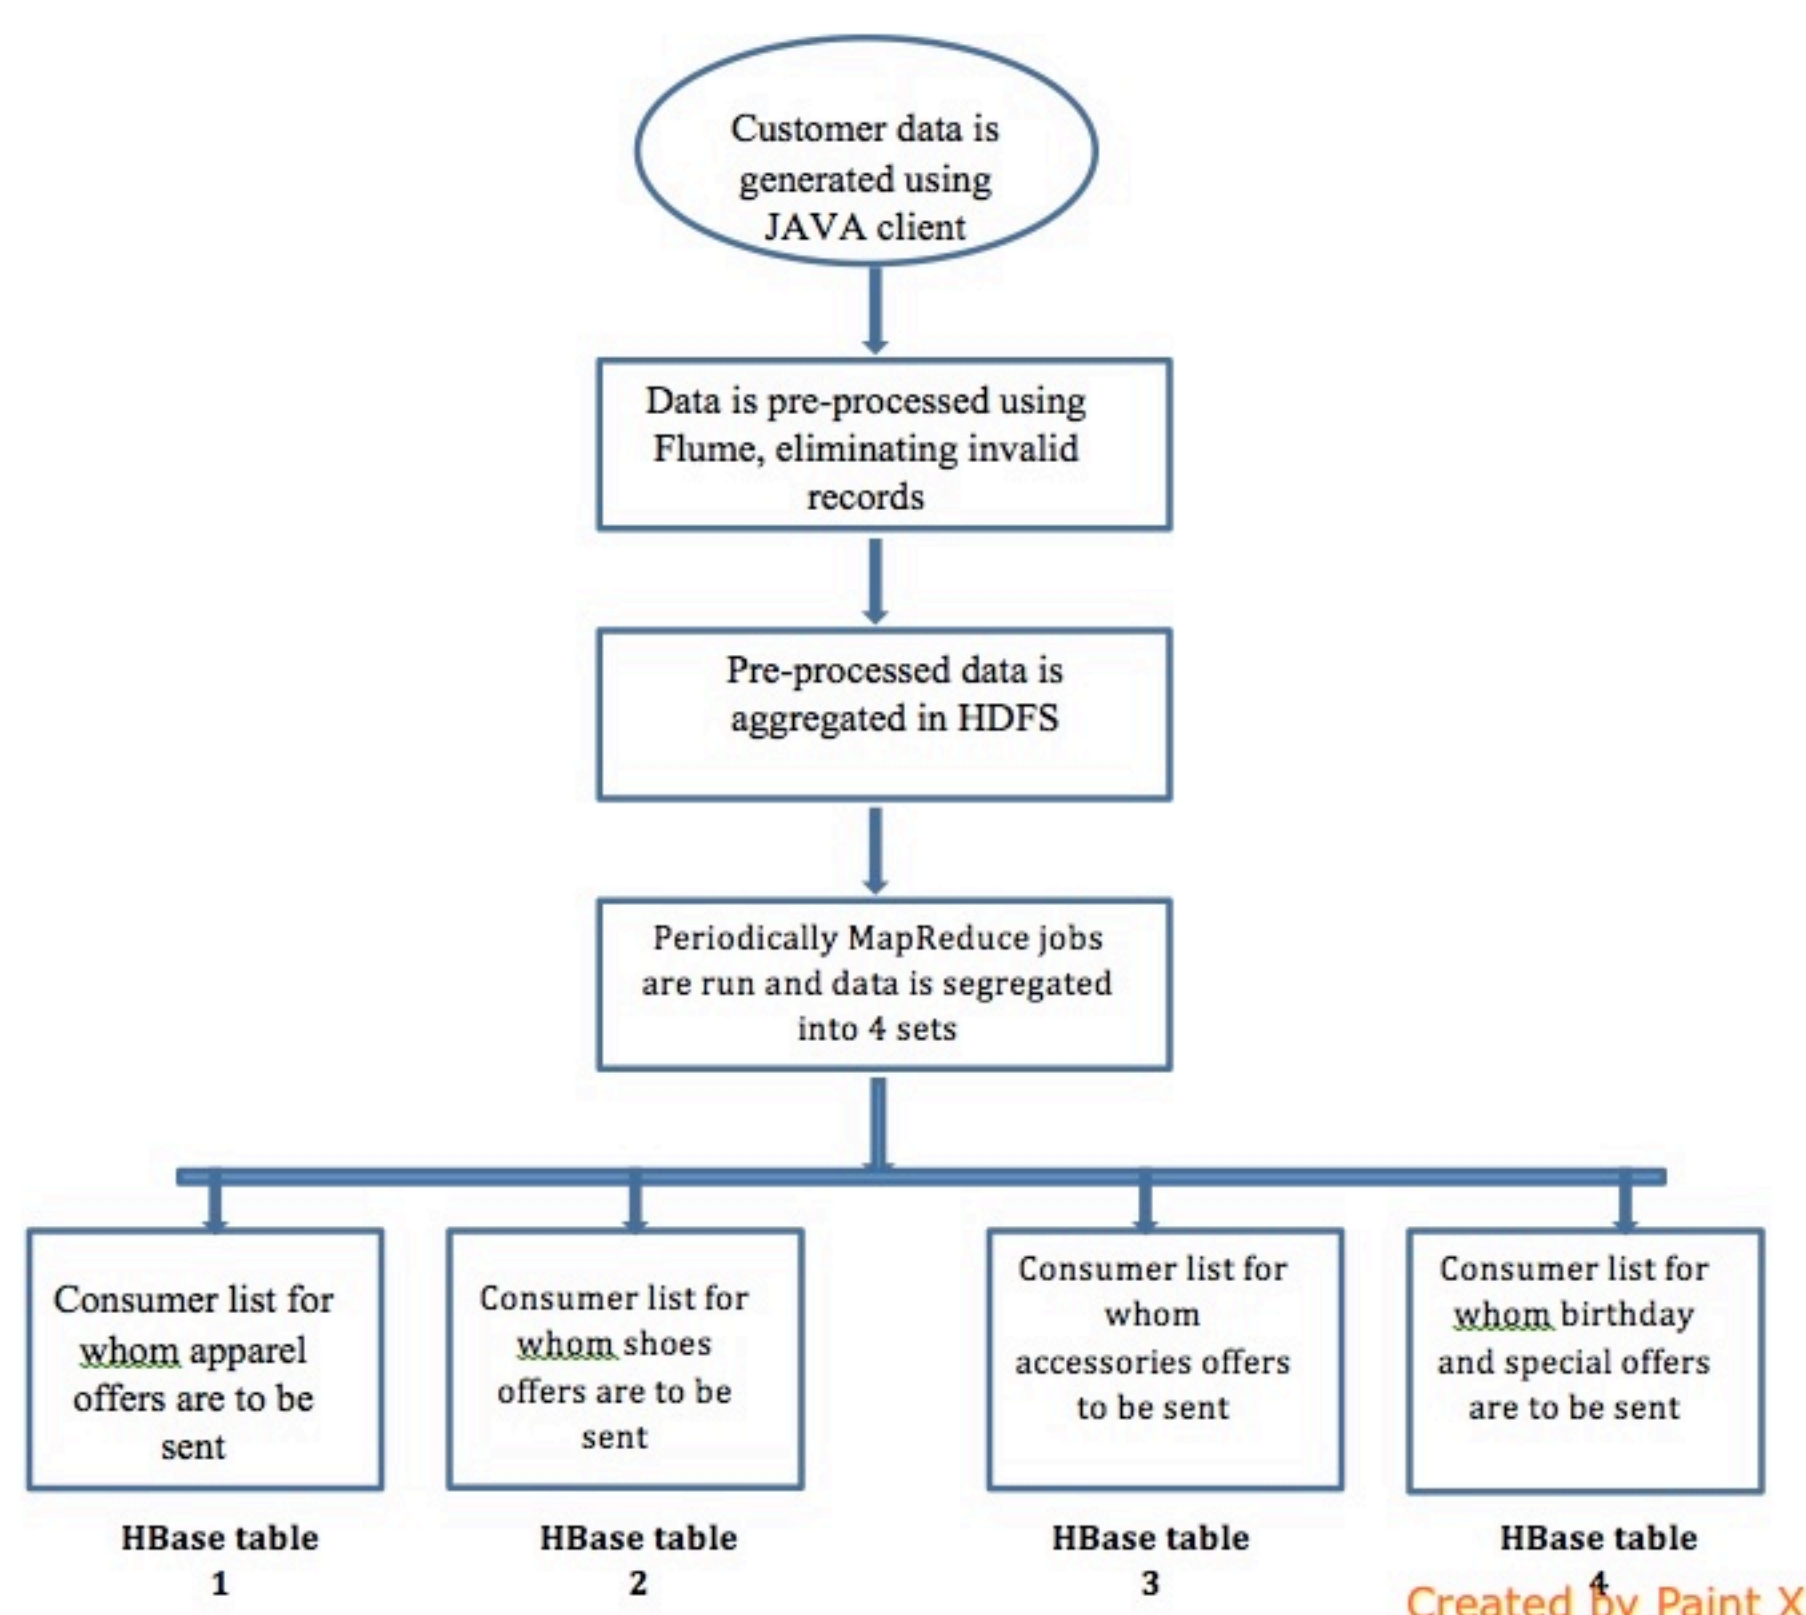 Customer data is
generated using
JAVA client
Data is pre-processed using
Flume, eliminating invalid
records
Pre-processed data is
aggregated in HDFS
Periodically MapReduce jobs
are run and data is segregated
into 4 sets
Consumer list for
whom apparel
offers are to be
sent
HBase table
1
Consumer list for
whom shoes
offers are to be
sent
HBase table
2
Consumer list for
whom
accessories offers
to be sent
HBase table
3
Consumer list for
whom birthday
and special offers
are to be sent
HBase table
4
Created by Paint X